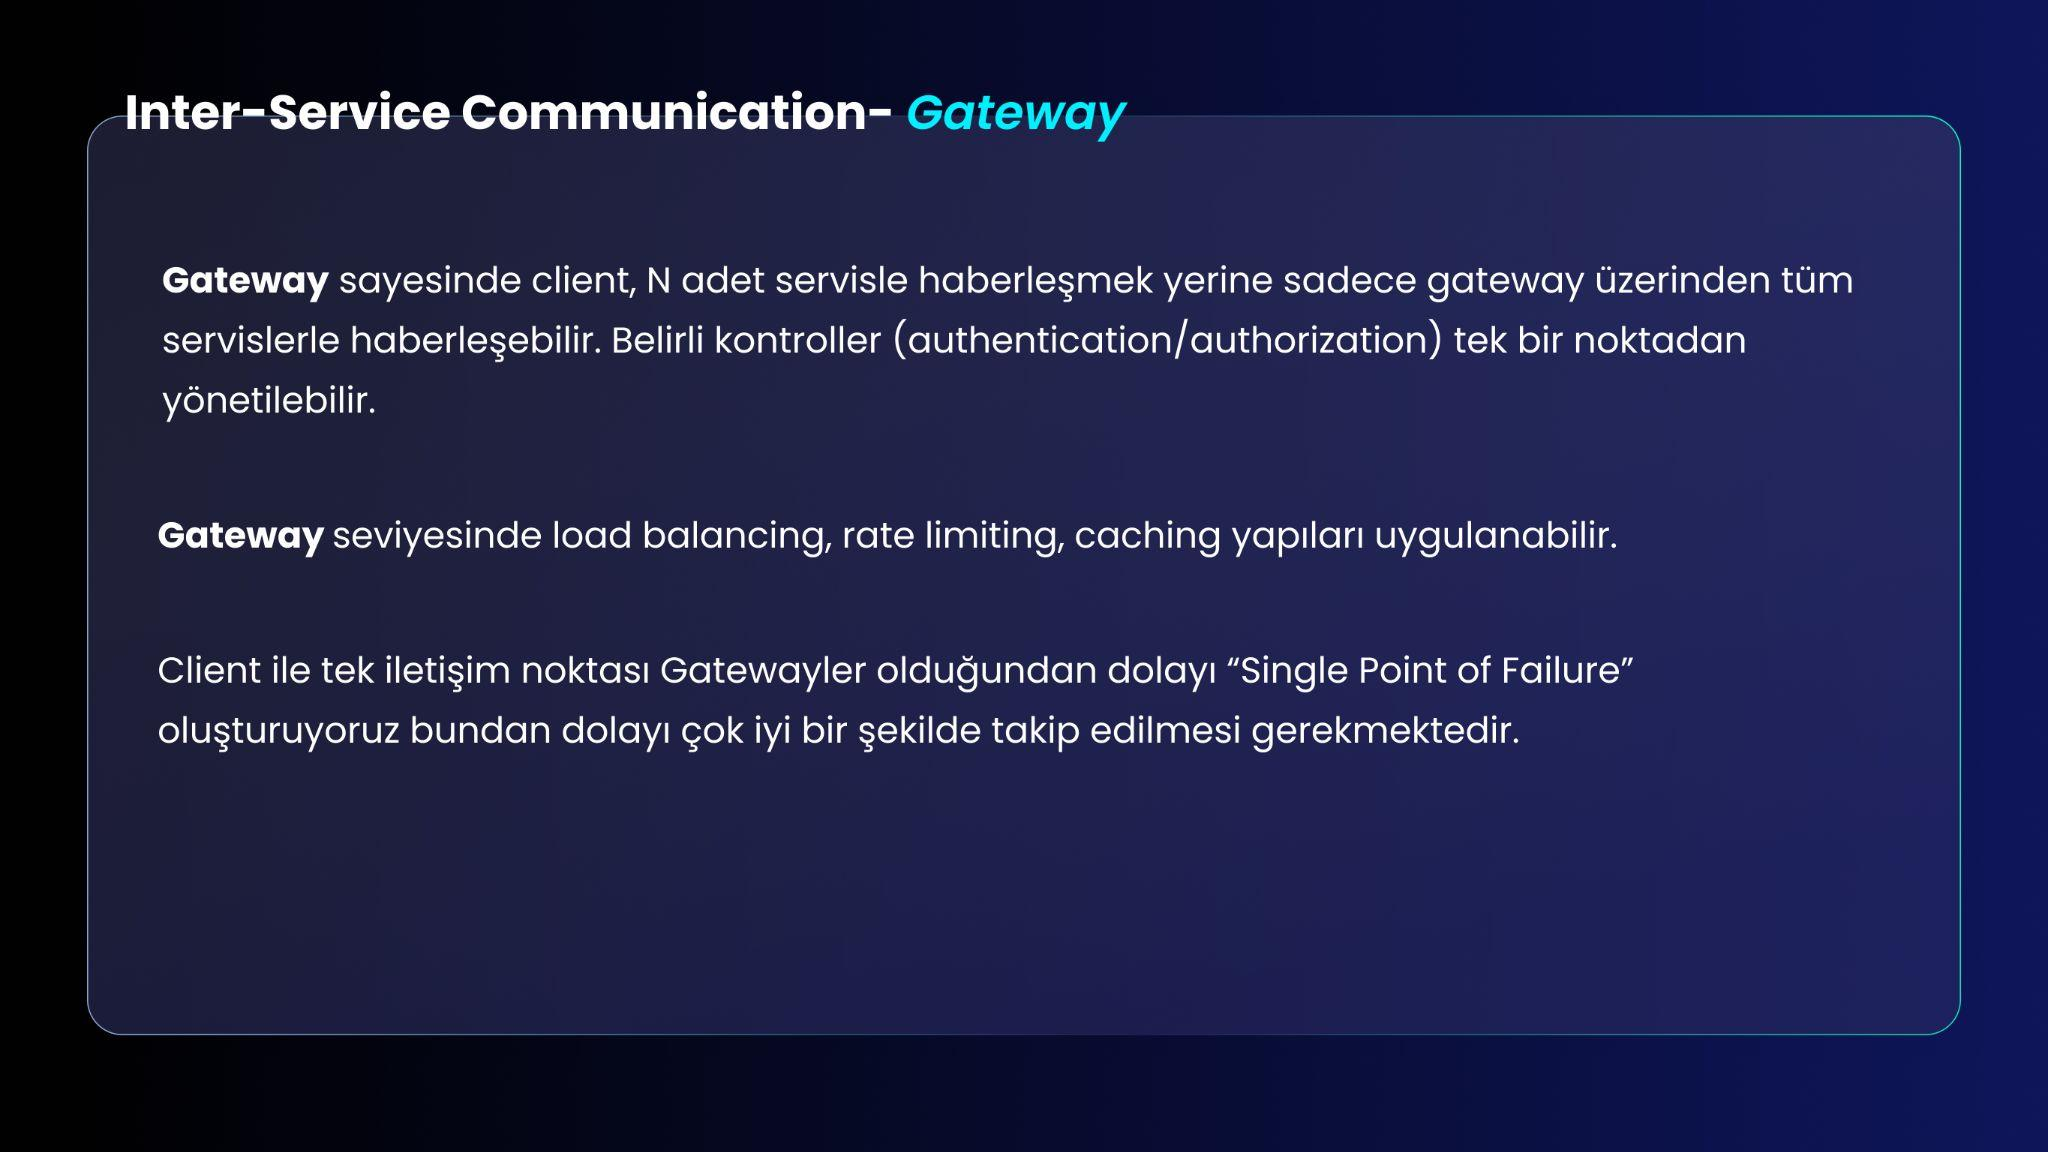 Inter-Service Communication- Gateway
Gateway sayesinde client, N adet servisle haberleşmek yerine sadece gateway üzerinden tüm
servislerle haberleşebilir. Belirli kontroller (authentication/authorization) tek bir noktadan
yönetilebilir.
Gateway seviyesinde load balancing, rate limiting, caching yapıları uygulanabilir.
Client ile tek iletişim noktası Gatewayler olduğundan dolayı “Single Point of Failure”
oluşturuyoruz bundan dolayı çok iyi bir şekilde takip edilmesi gerekmektedir.